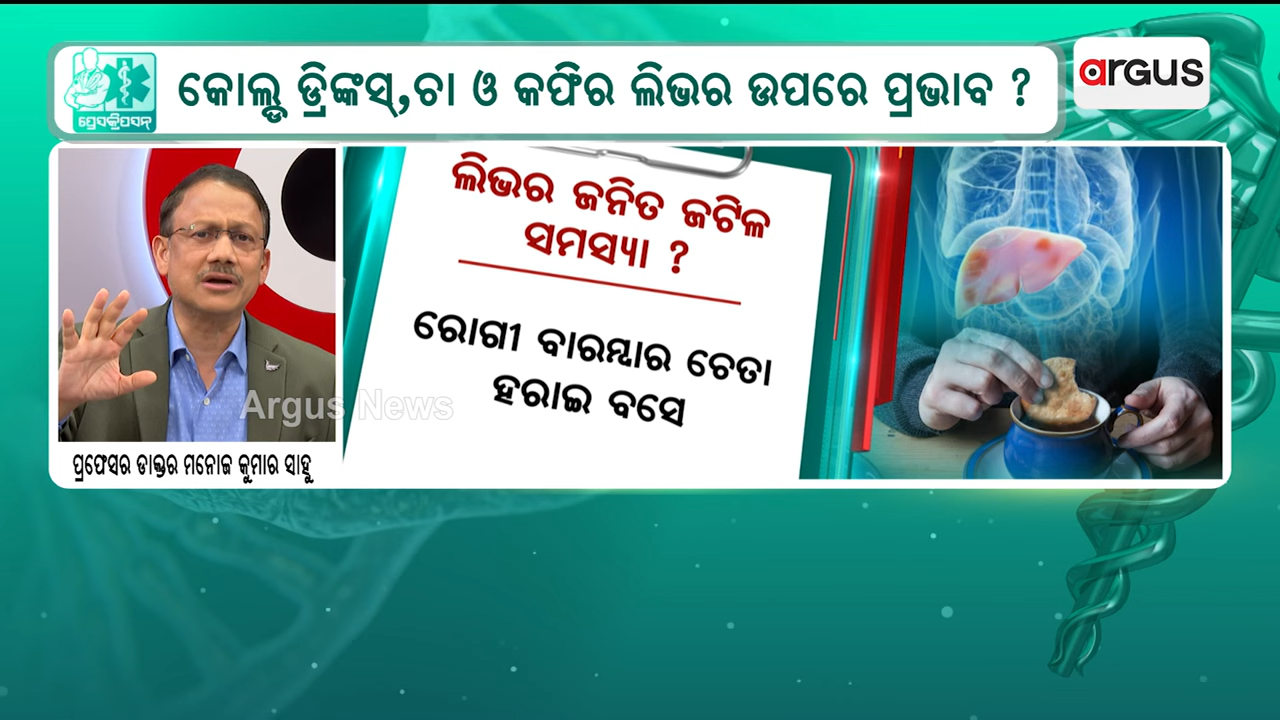 କୋଲ୍ଡ ଡ୍ରିଙ୍କସ୍,ଚା ଓ କଫିର ଲିଭର ଉପରେ ପ୍ରଭାବ ?
ପ୍ରେସକ୍ରିପସନ୍
argus
ଲିଭର ଜନିତ ଜଟିଳ
ସମସ୍ୟା ?
ରୋଗୀ ବାରମ୍ବାର ଚେତା
ହରାଇ ବସେ
Argus News
ପ୍ରଫେସର ଡାକ୍ତର ମନୋଜ କୁମାର ସାହୁ